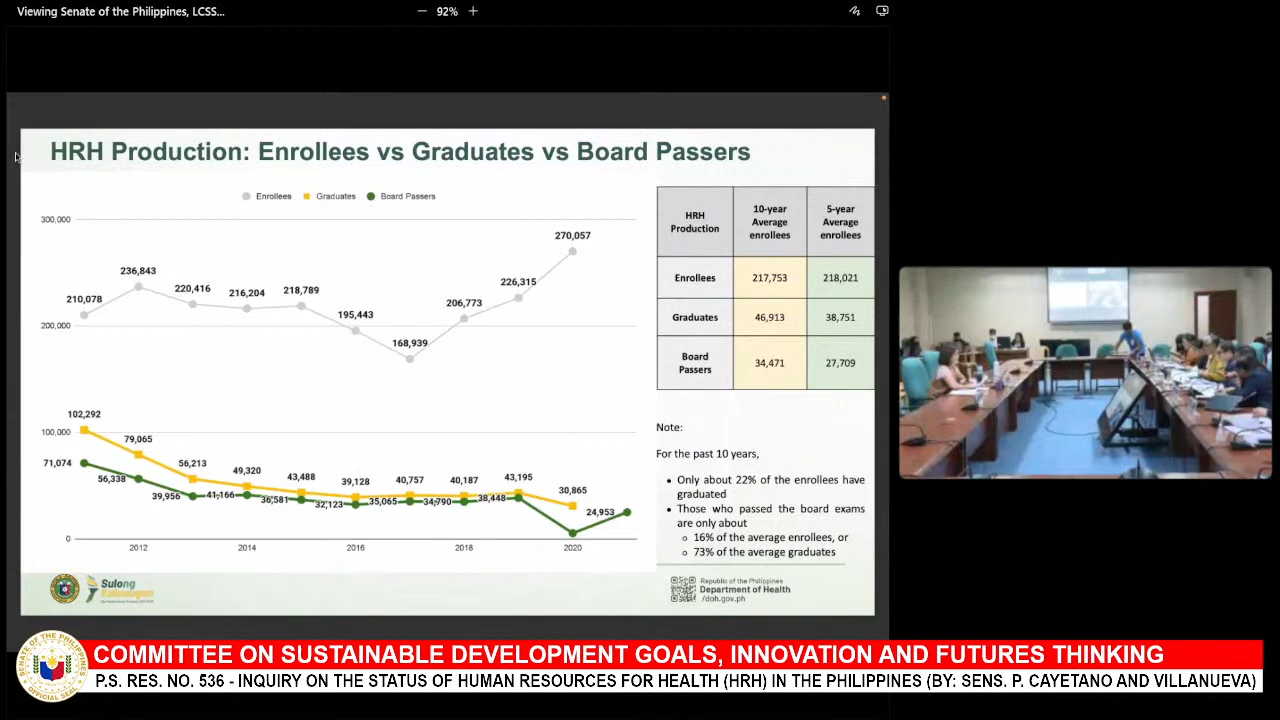 Viewing Senate of the Philippines, LCSS...
92%
HRH Production: Enrollees vs Graduates vs Board Passers
Enrollees Graduates Board Passers
300,000
200,000
100,000
0
210,078
236,843
220,416
216,204
218,789
195,443
168,939
206,773
226,315
270,057
102,292
79,065
56,213
49,320
43,488
39,128
40,757
40,187
43,195
30,865
71,074
56,338
39,956
41,166
36,581
32,123
35,065
34,790
38,448
24,953
2012 2014 2016 2018 2020
HRH Production
10-year Average enrollees
5-year Average enrollees
Enrollees 217,753 218,021
Graduates 46,913 38,751
Board Passers 34,471 27,709
Note:
For the past 10 years,
Only about 22% of the enrollees have
graduated
Those who passed the board exams
are only about
16% of the average enrollees, or
73% of the average graduates
Sulong
Kalusugan
Republic of the Philippines
Department of Health
/doh.gov.ph
SENATE OF THE PHILIPPINES
OFFICIAL SEAL
COMMITTEE ON SUSTAINABLE DEVELOPMENT GOALS, INNOVATION AND FUTURES THINKING
P.S. RES. NO. 536 - INQUIRY ON THE STATUS OF HUMAN RESOURCES FOR HEALTH (HRH) IN THE PHILIPPINES (BY: SENS. P. CAYETANO AND VILLANUEVA)